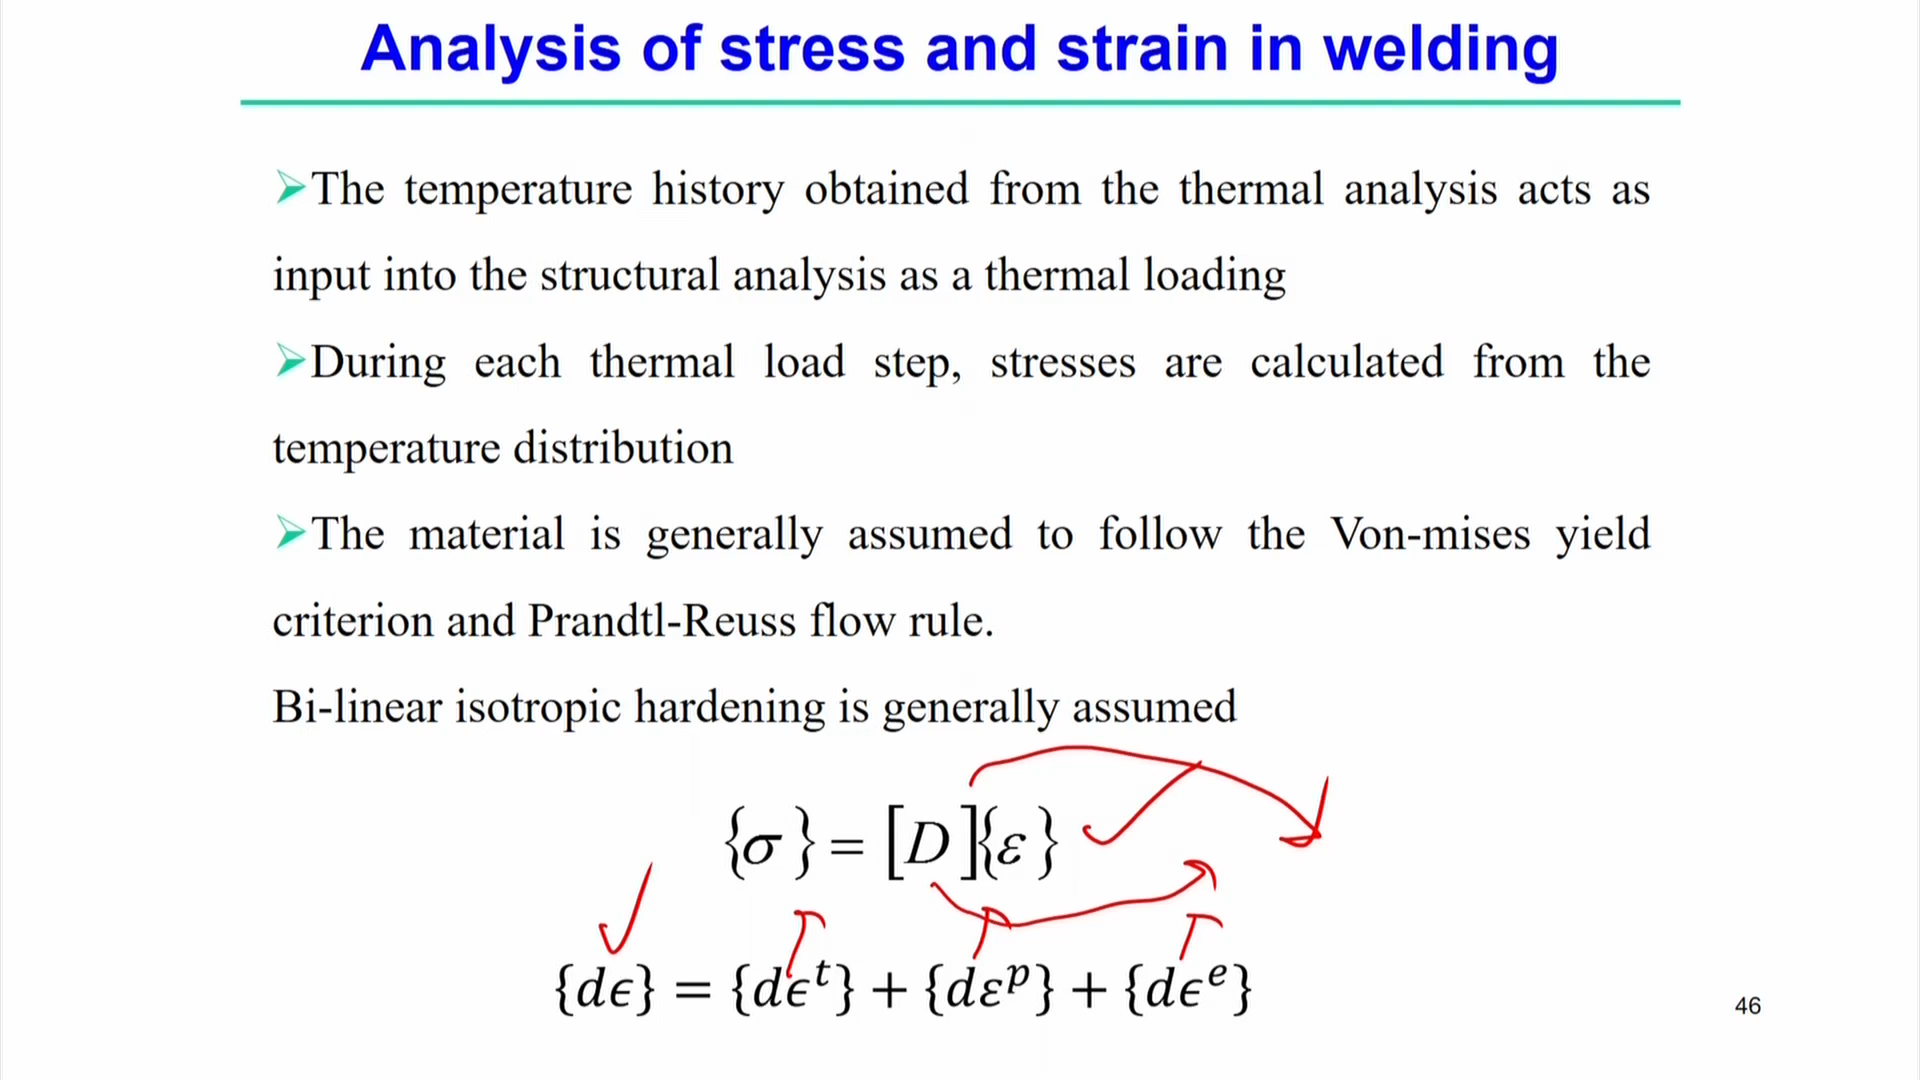 Analysis of stress and strain in welding
➢The temperature history obtained from the thermal analysis acts as
input into the structural analysis as a thermal loading
➢During each thermal load step, stresses are calculated from the
temperature distribution
➢The material is generally assumed to follow the Von-mises yield
criterion and Prandtl-Reuss flow rule.
Bi-linear isotropic hardening is generally assumed
{σ} = [D]{ε}
{dϵ} = {dϵᵗ} + {dεᵖ} + {dϵᵉ}
46